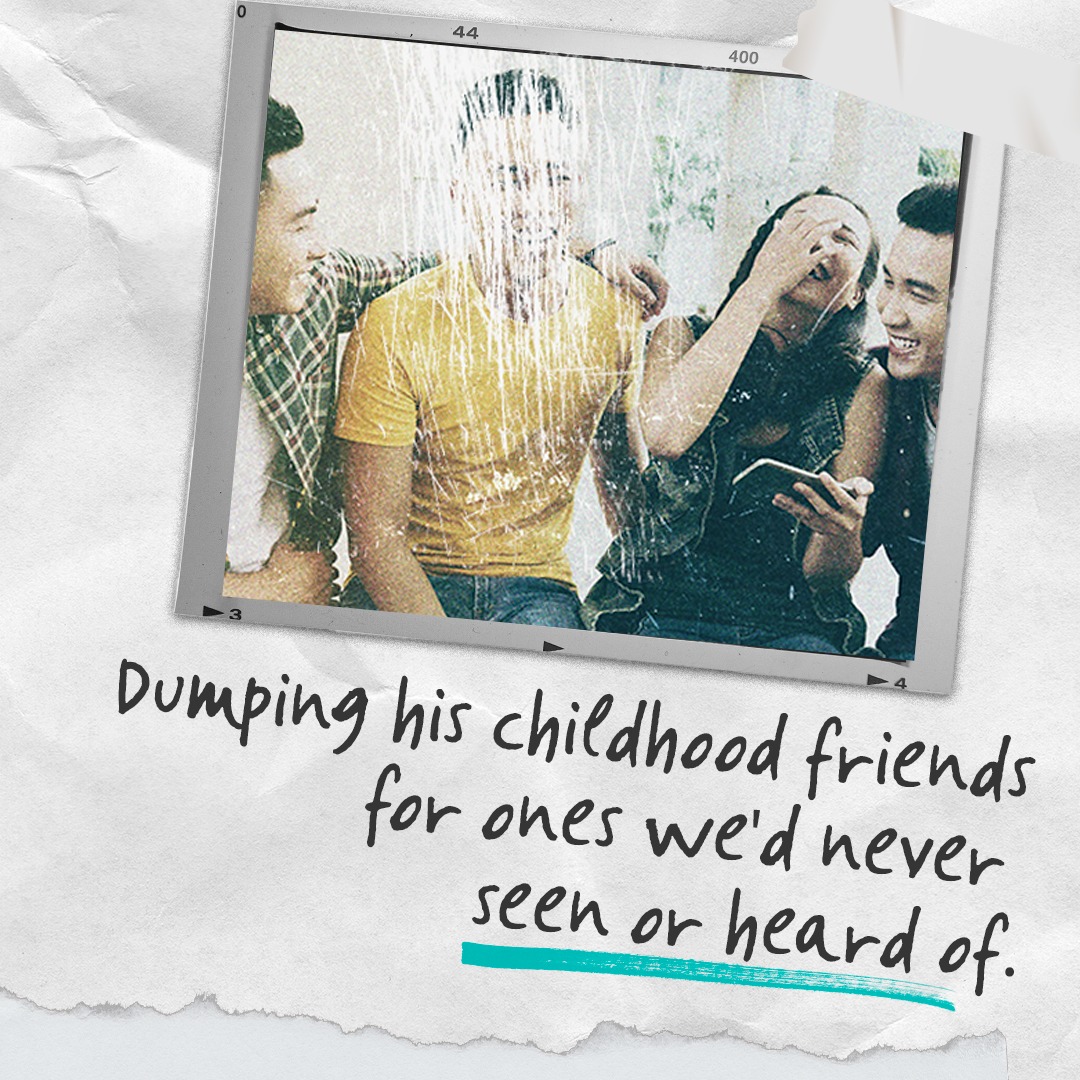 0
44
400
3
4
Dumping his childhood friends
for ones we'd never
seen or heard of.